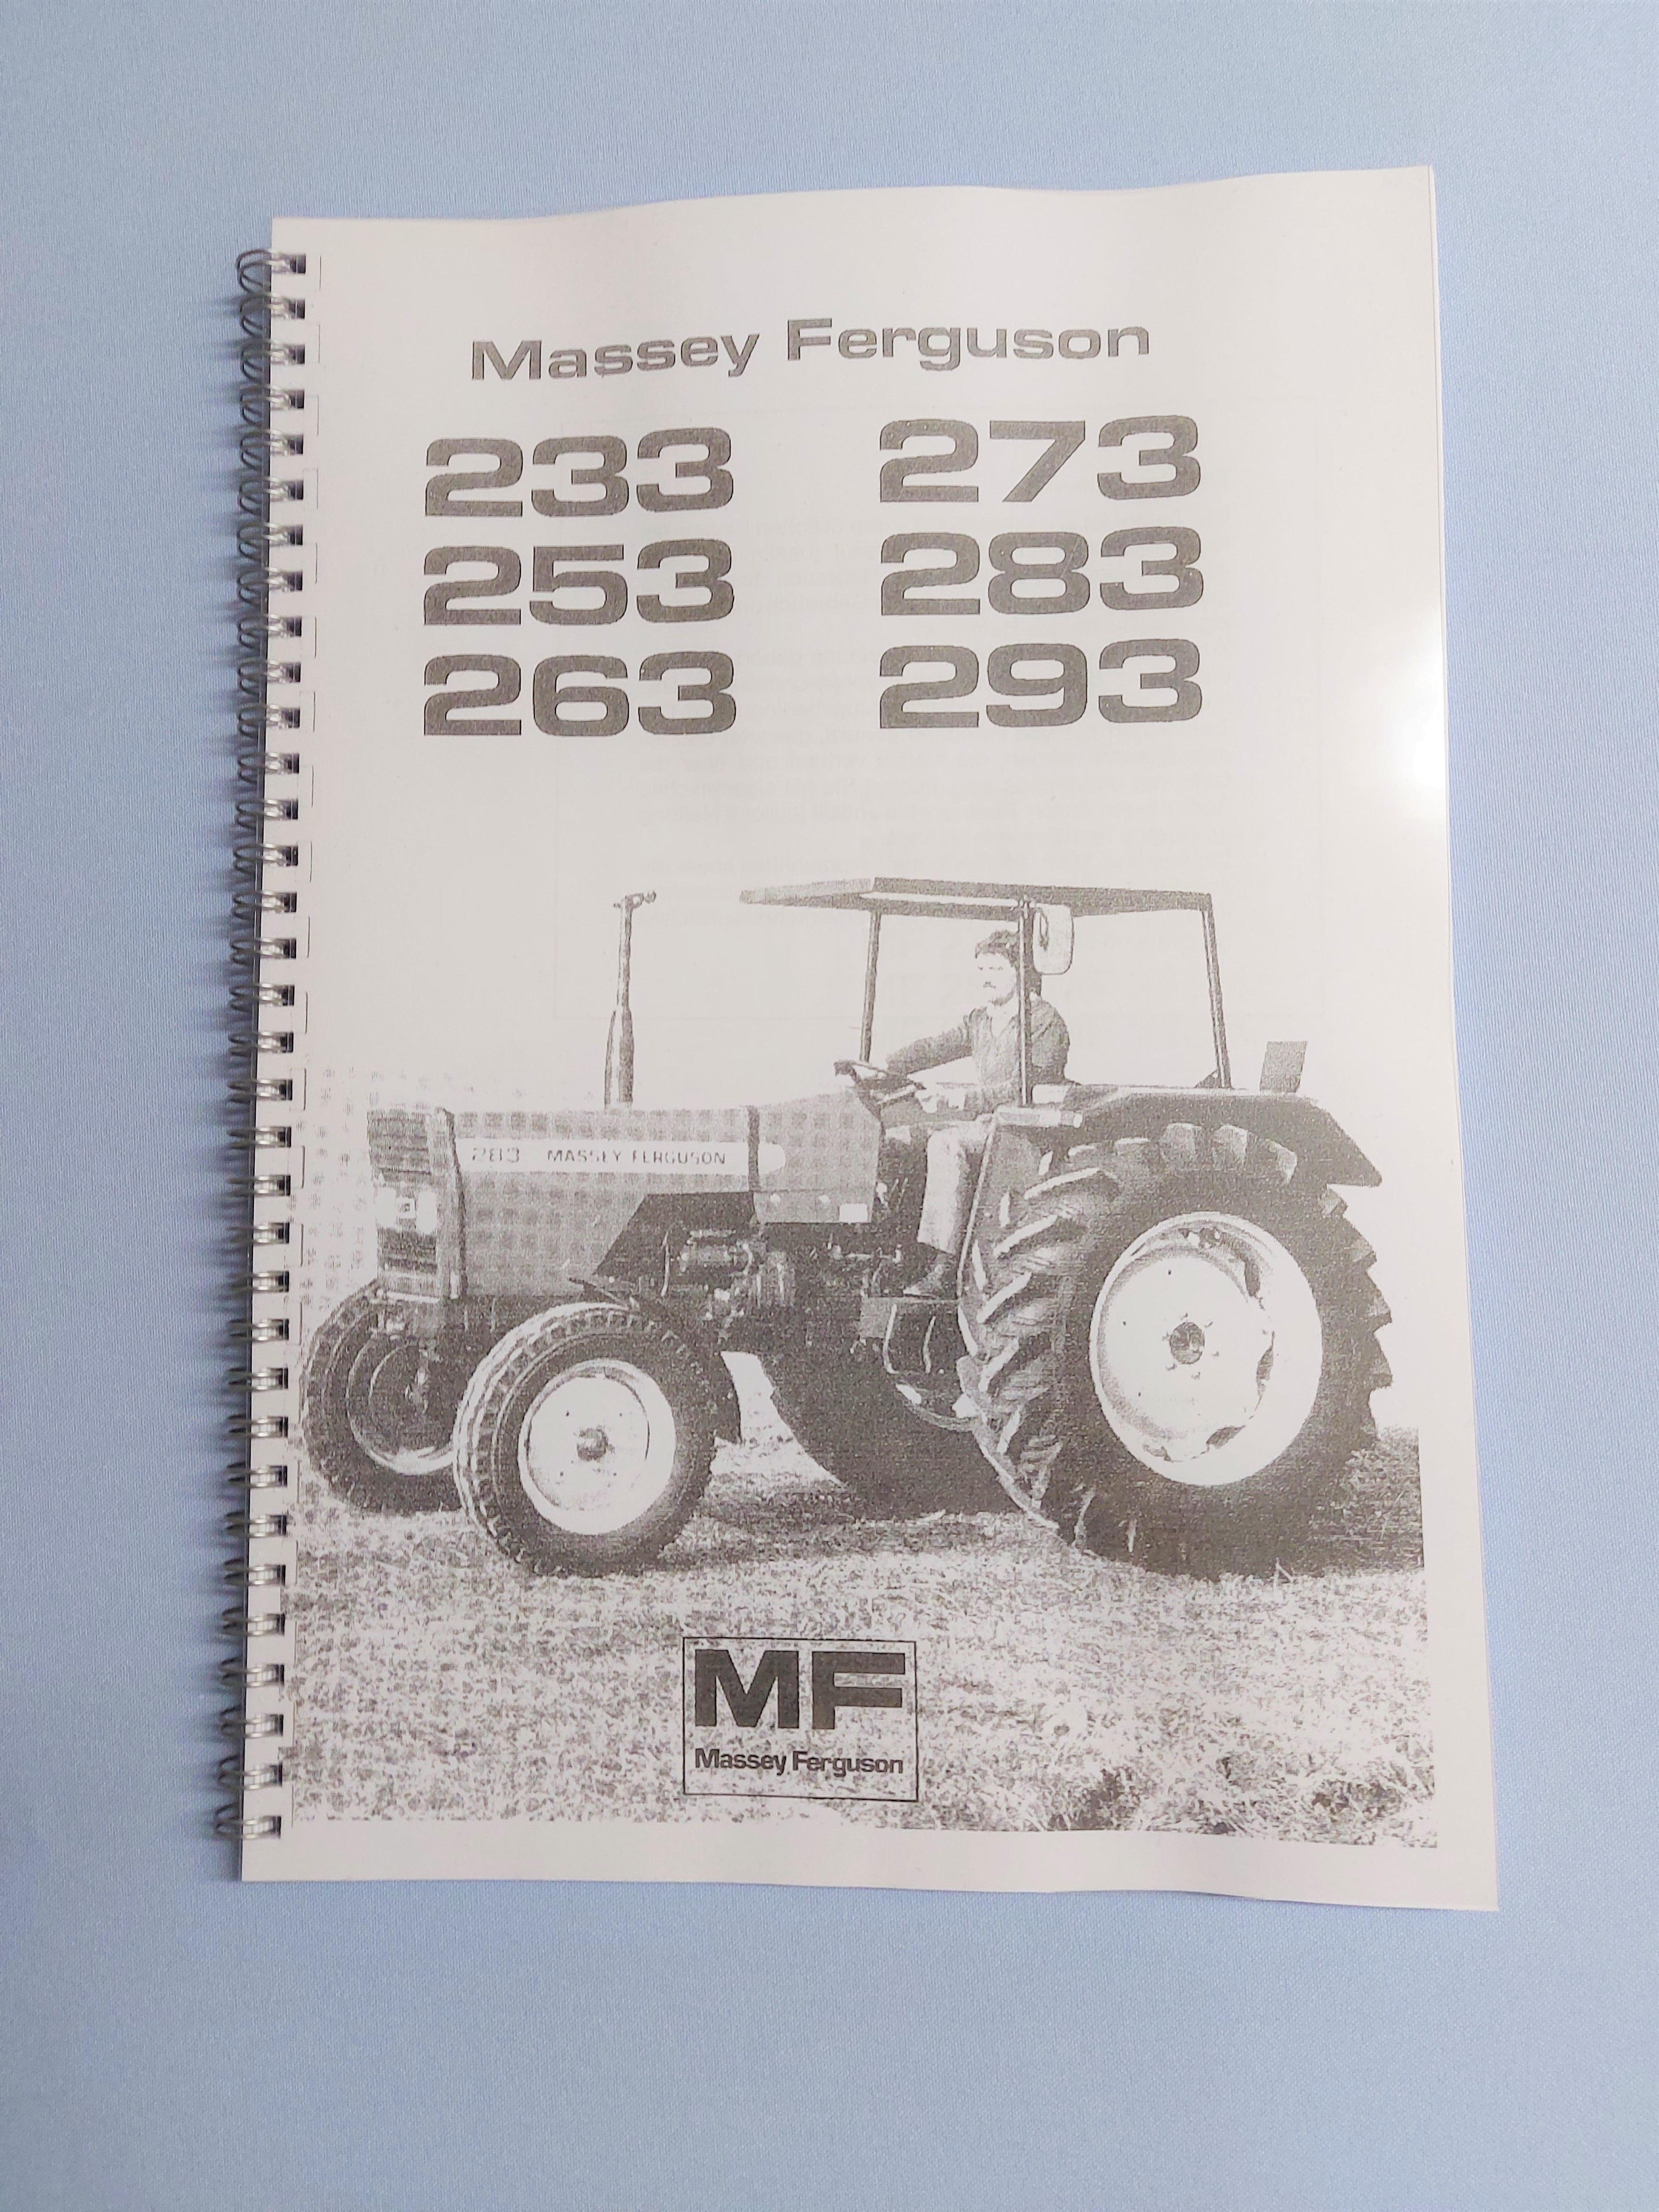 Massey Ferguson
233
253
263
273
283
293
283 MASSEY FERGUSON
MF
Massey Ferguson